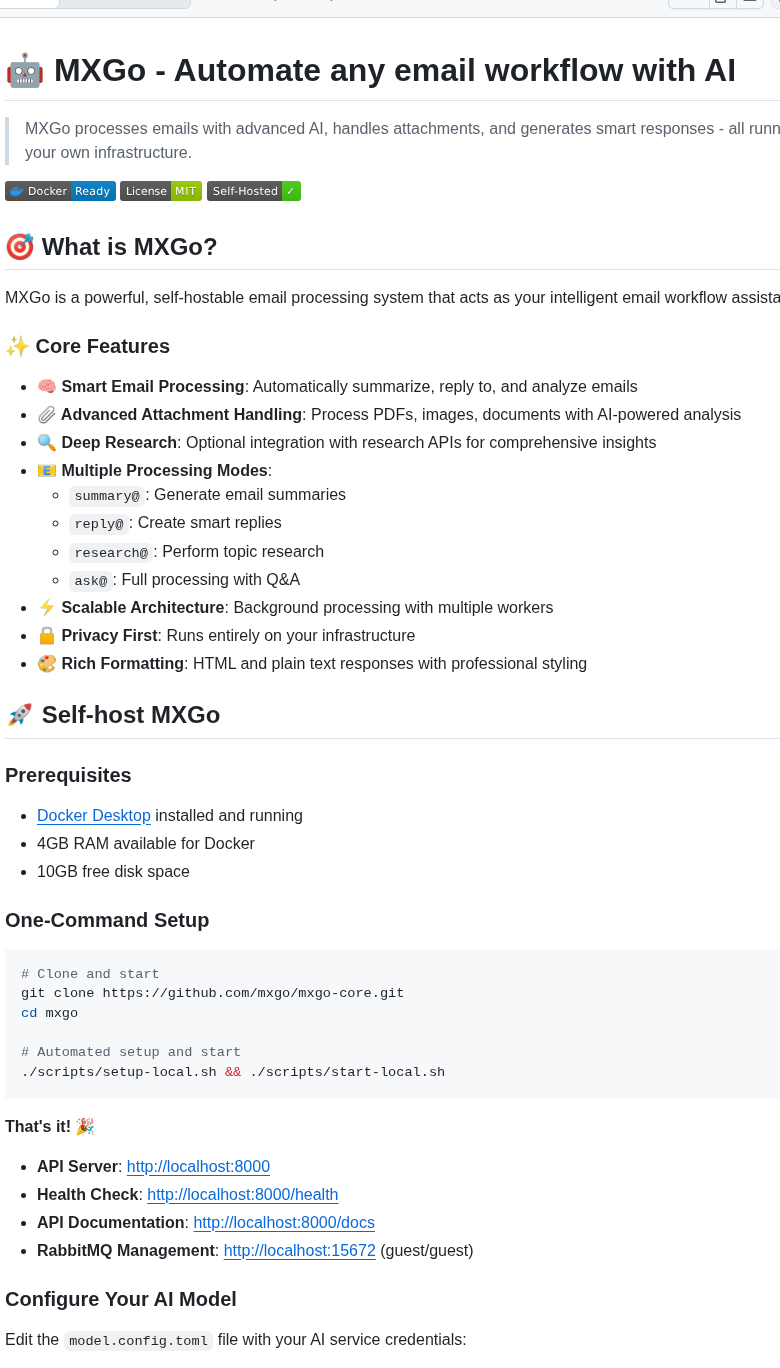 MXGo - Automate any email workflow with AI
MXGo processes emails with advanced AI, handles attachments, and generates smart responses - all
your own infrastructure.
Docker Ready License MIT Self-Hosted ✓
What is MXGo?
MXGo is a powerful, self-hostable email processing system that acts as your intelligent email workflow
Core Features
Smart Email Processing: Automatically summarize, reply to, and analyze emails
Advanced Attachment Handling: Process PDFs, images, documents with AI-powered analysis
Deep Research: Optional integration with research APIs for comprehensive insights
Multiple Processing Modes:
summary@: Generate email summaries
reply@: Create smart replies
research@: Perform topic research
ask@: Full processing with Q&A
Scalable Architecture: Background processing with multiple workers
Privacy First: Runs entirely on your infrastructure
Rich Formatting: HTML and plain text responses with professional styling
Self-host MXGo
Prerequisites
Docker Desktop installed and running
4GB RAM available for Docker
10GB free disk space
One-Command Setup
# Clone and start
git clone https://github.com/mxgo/mxgo-core.git
cd mxgo
# Automated setup and start
./scripts/setup-local.sh && ./scripts/start-local.sh
That's it!
API Server: http://localhost:8000
Health Check: http://localhost:8000/health
API Documentation: http://localhost:8000/docs
RabbitMQ Management: http://localhost:15672 (guest/guest)
Configure Your AI Model
Edit the model.config.toml file with your AI service credentials: